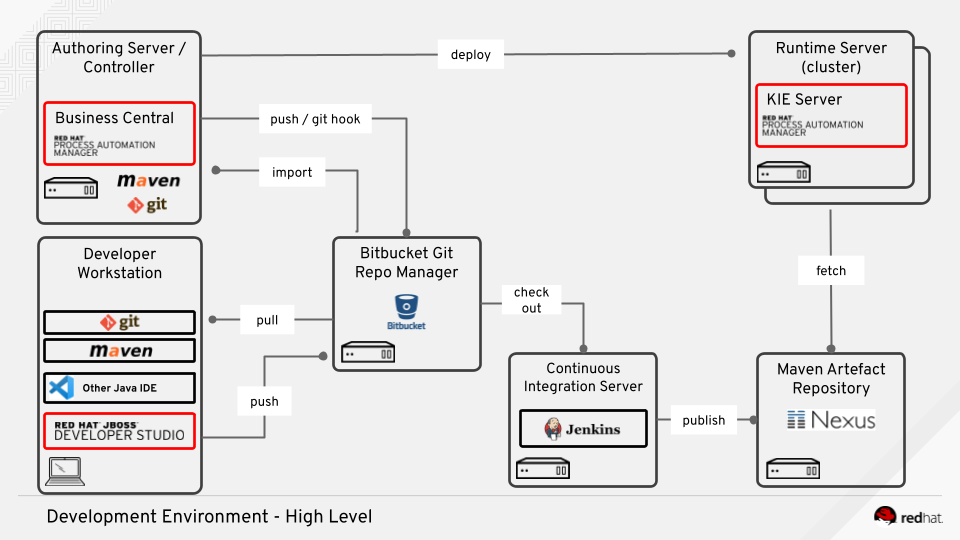 Authoring Server /
Controller
Business Central
RED HAT
PROCESS AUTOMATION
MANAGER
maven
git
deploy
push / git hook
import
Runtime Server
(cluster)
KIE Server
RED HAT
PROCESS AUTOMATION
MANAGER
fetch
Developer
Workstation
git
maven
Other Java IDE
RED HAT JBOSS
DEVELOPER STUDIO
pull
push
Bitbucket Git
Repo Manager
Bitbucket
check
out
Continuous
Integration Server
Jenkins
publish
Maven Artefact
Repository
Nexus
Development Environment - High Level
redhat.